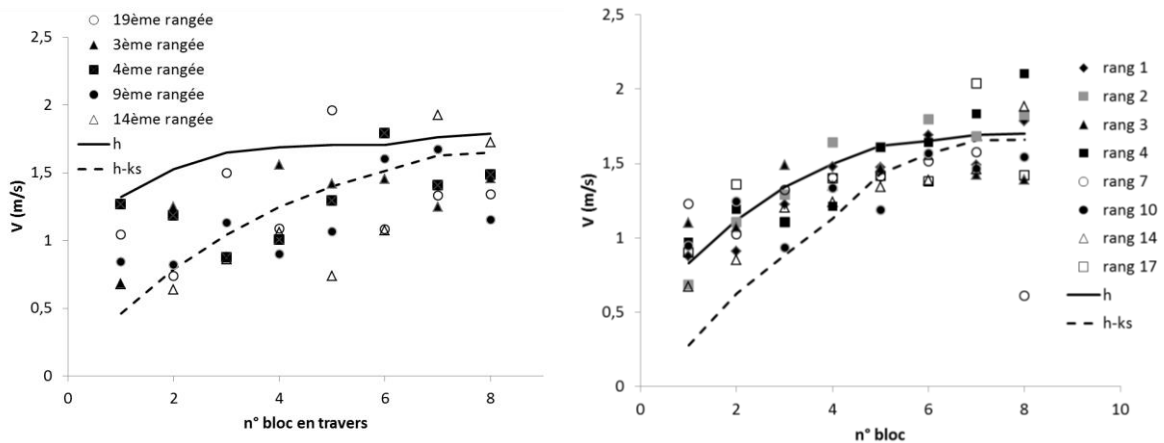 19ème rangée
3ème rangée
4ème rangée
9ème rangée
14ème rangée
h
h-ks
V (m/s)
2,5
2
1,5
1
0,5
0
0 2 4 6 8
n° bloc en travers
V (m/s)
2,5
2
1,5
1
0,5
0
0 2 4 6 8 10
n° bloc
rang 1
rang 2
rang 3
rang 4
rang 7
rang 10
rang 14
rang 17
h
h-ks